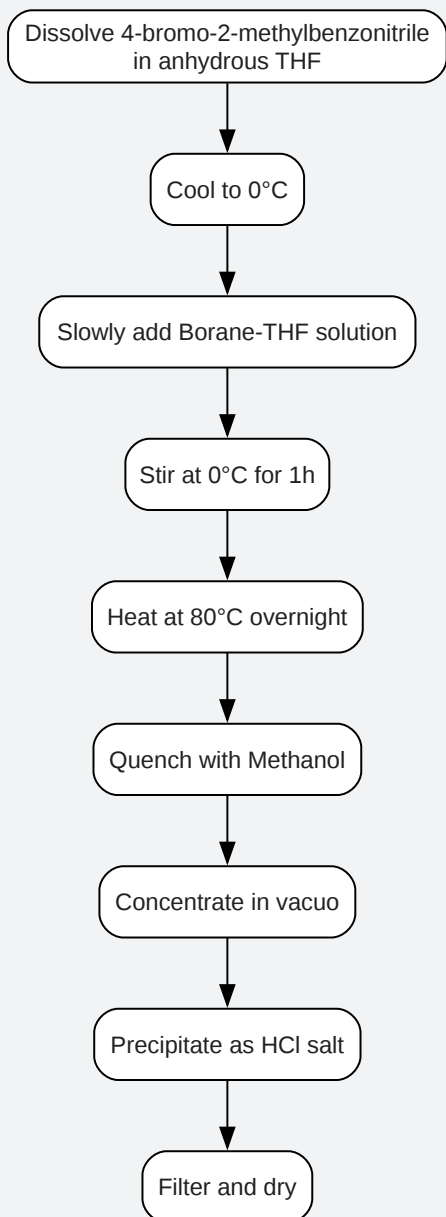 Dissolve 4-bromo-2-methylbenzonitrile
in anhydrous THF
Cool to 0°C
Slowly add Borane-THF solution
Stir at 0°C for 1h
Heat at 80°C overnight
Quench with Methanol
Concentrate in vacuo
Precipitate as HCl salt
Filter and dry